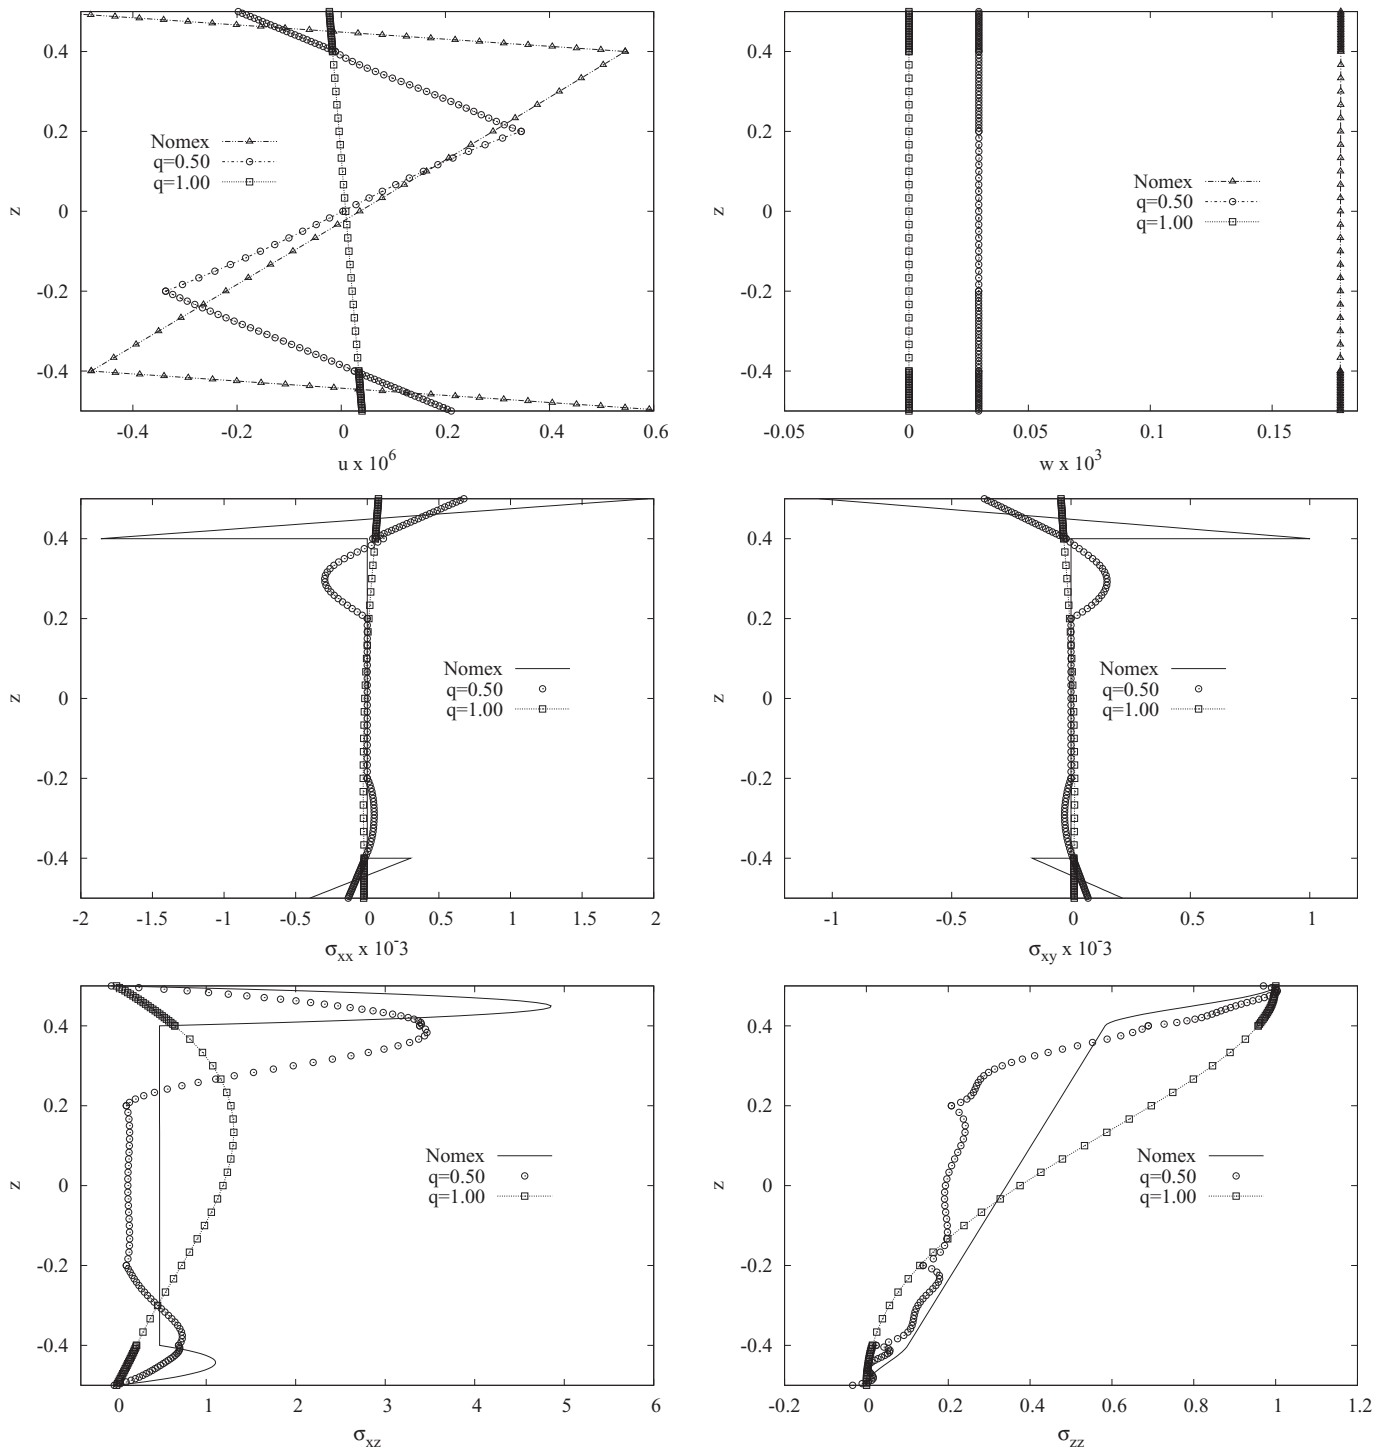 0.4
0.2
0
-0.2
-0.4
z
Nomex
q=0.50
q=1.00
-0.4
-0.2
0
0.2
0.4
0.6
u x 10^6
0.4
0.2
0
-0.2
-0.4
z
Nomex
q=0.50
q=1.00
-0.05
0
0.05
0.1
0.15
w x 10^3
0.4
0.2
0
-0.2
-0.4
z
Nomex
q=0.50
q=1.00
-2
-1.5
-1
-0.5
0
0.5
1
1.5
2
σxx x 10^-3
0.4
0.2
0
-0.2
-0.4
z
Nomex
q=0.50
q=1.00
-1
-0.5
0
0.5
1
σxy x 10^-3
0.4
0.2
0
-0.2
-0.4
z
Nomex
q=0.50
q=1.00
0
1
2
3
4
5
6
σxz
0.4
0.2
0
-0.2
-0.4
z
Nomex
q=0.50
q=1.00
-0.2
0
0.2
0.4
0.6
0.8
1
1.2
σzz